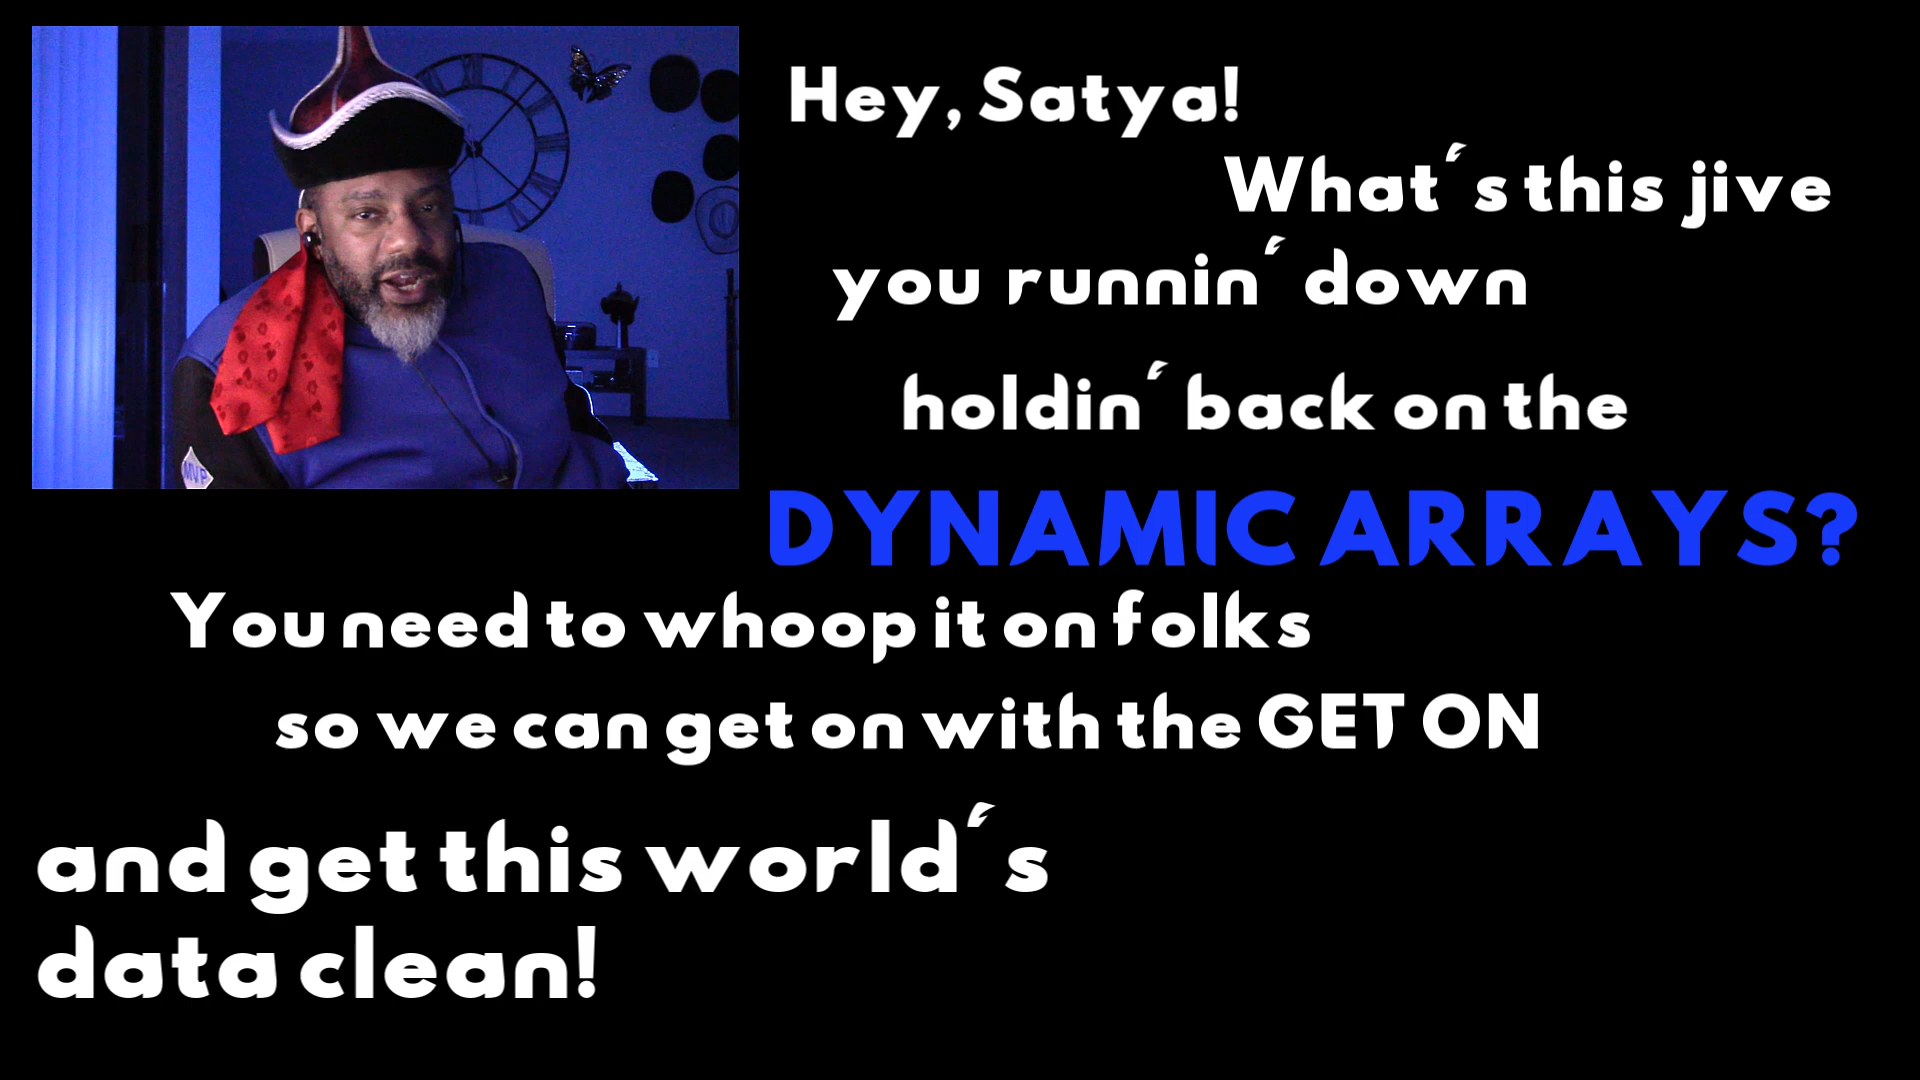 Hey, Satya!
What's this jive
you runnin' down
holdin' back on the
DYNAMIC ARRAYS?
You need to whoop it on folks
so we can get on with the GET ON
and get this world's
data clean!
MVP